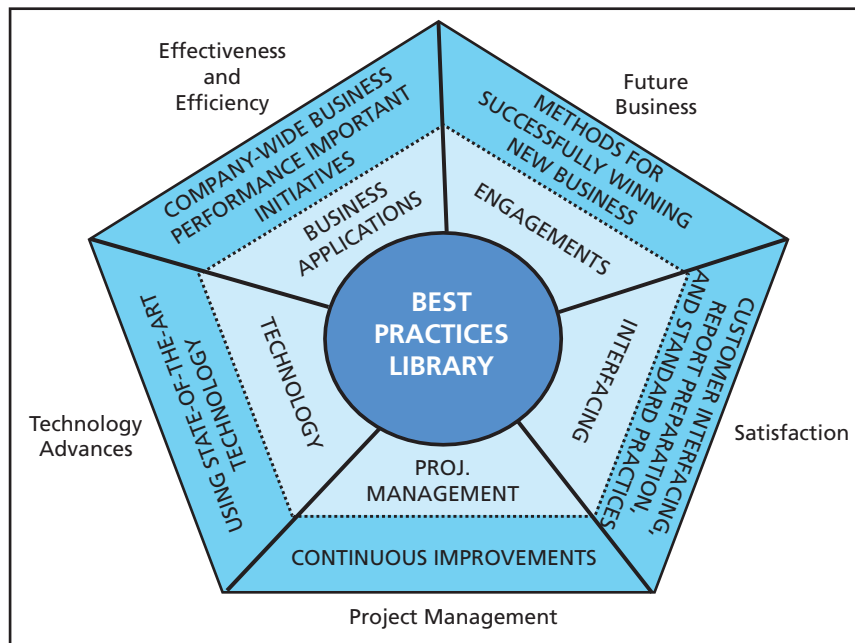 Effectiveness
and
Efficiency
Future
Business
COMPANY-WIDE BUSINESS
PERFORMANCE IMPORTANT
INITIATIVES
METHODS FOR
SUCCESSFULLY WINNING
NEW BUSINESS
BUSINESS
APPLICATIONS
ENGAGEMENTS
BEST
PRACTICES
LIBRARY
TECHNOLOGY
INTERFACING
USING STATE-OF-THE-ART
TECHNOLOGY
CUSTOMER INTERFACING,
REPORT PREPARATION,
AND STANDARD PRACTICES
Technology
Advances
Satisfaction
PROJ.
MANAGEMENT
CONTINUOUS IMPROVEMENTS
Project Management